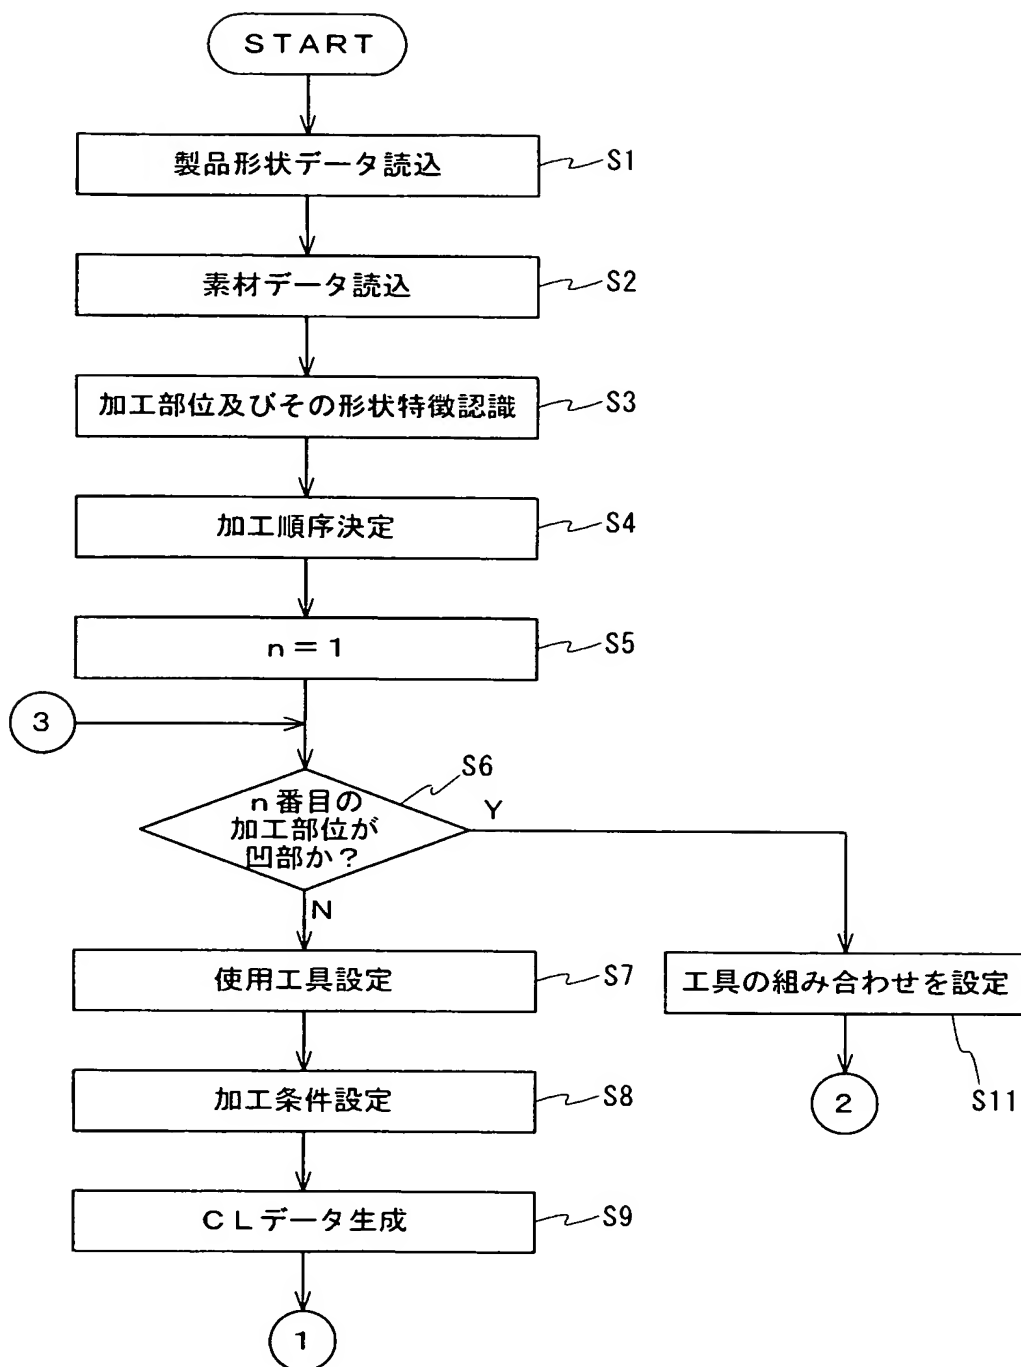 START
製品形状データ読込
S1
素材データ読込
S2
加工部位及びその形状特徴認識
S3
加工順序決定
S4
n=1
S5
3
S6
n番目の
加工部位が
凹部か?
Y
N
使用工具設定
S7
工具の組み合わせを設定
S11
加工条件設定
S8
2
CLデータ生成
S9
1